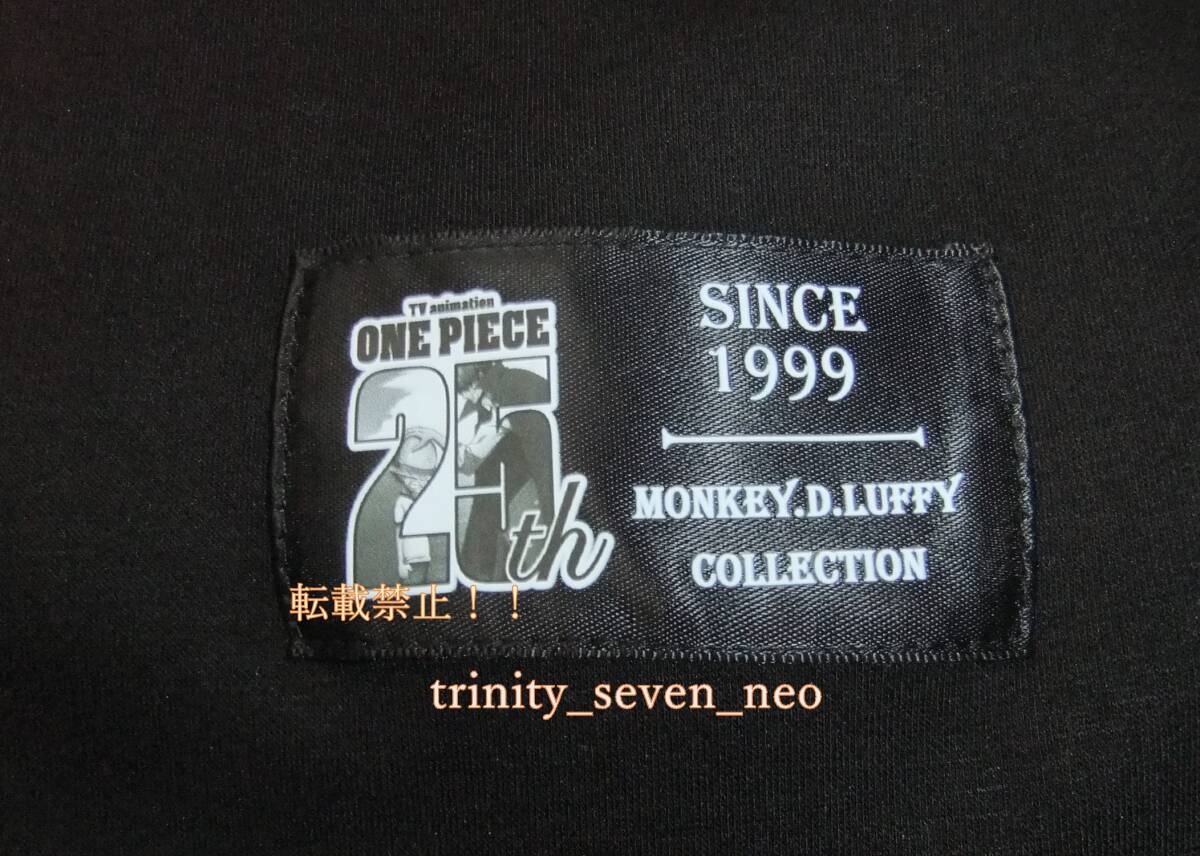 TV animation
ONE PIECE
25th
SINCE
1999
MONKEY.D.LUFFY
COLLECTION
転載禁止！！
trinity_seven_neo